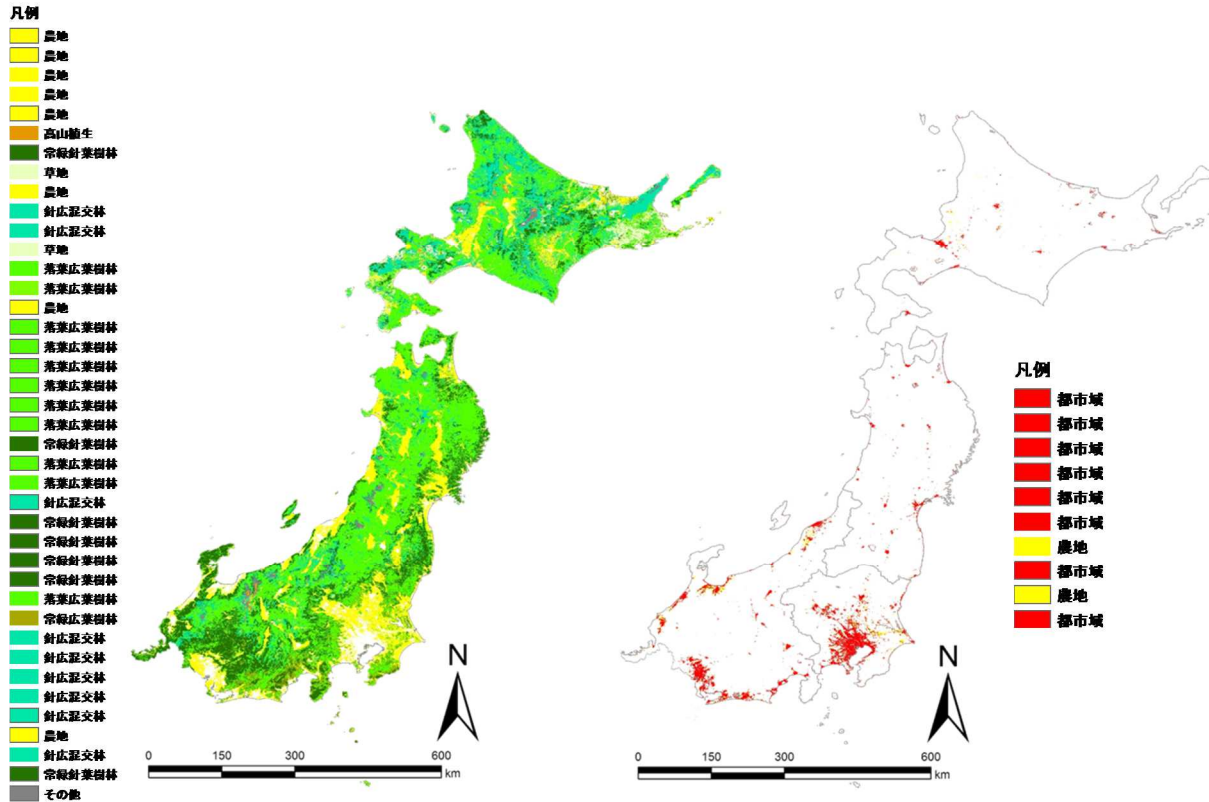 凡例
農地
農地
農地
農地
農地
高山植生
常緑針葉樹林
草地
農地
針広混交林
針広混交林
草地
落葉広葉樹林
落葉広葉樹林
農地
落葉広葉樹林
落葉広葉樹林
落葉広葉樹林
落葉広葉樹林
落葉広葉樹林
落葉広葉樹林
常緑針葉樹林
落葉広葉樹林
落葉広葉樹林
針広混交林
常緑針葉樹林
常緑針葉樹林
常緑針葉樹林
常緑針葉樹林
落葉広葉樹林
常緑広葉樹林
針広混交林
針広混交林
針広混交林
針広混交林
針広混交林
農地
針広混交林
常緑針葉樹林
その他
N
0 150 300 600
km
N
0 150 300 600
km
凡例
都市域
都市域
都市域
都市域
都市域
都市域
農地
都市域
農地
都市域